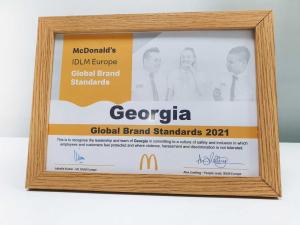 McDonald's
IDLM Europe
Global Brand
Standards
Georgia
Global Brand Standards 2021
This is to recognise the leadership and team of Georgia in committing to a culture of safety and inclusion in which
employees and customers feel protected and where violence, harassment and discrimination is not tolerated.